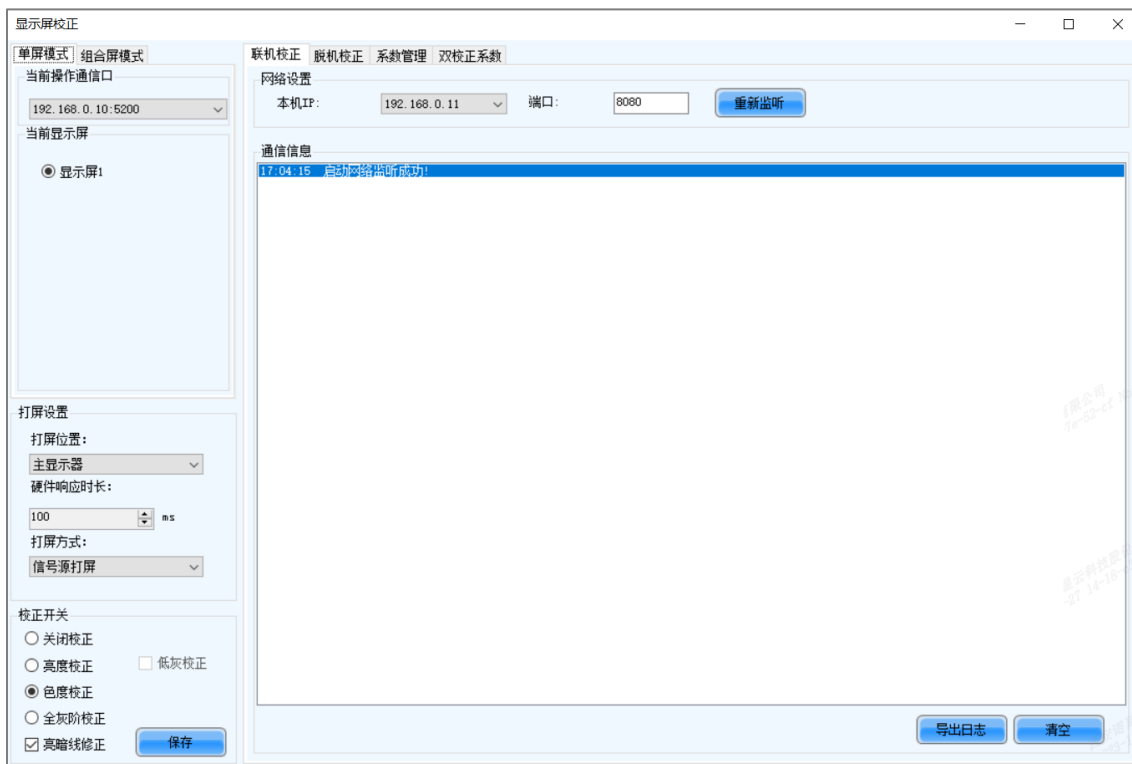 显示屏校正
单屏模式 组合屏模式
当前操作通信口
192.168.0.10:5200
当前显示屏
显示屏1
打屏设置
打屏位置:
主显示器
硬件响应时长:
100 ms
打屏方式:
信号源打屏
校正开关
关闭校正
亮度校正 低灰校正
色度校正
全灰阶校正
亮暗线修正 保存
联机校正 脱机校正 系数管理 双校正系数
网络设置
本机IP: 192.168.0.11 端口: 8080 重新监听
通信信息
17:04:15 启动网络监听成功!
导出日志 清空